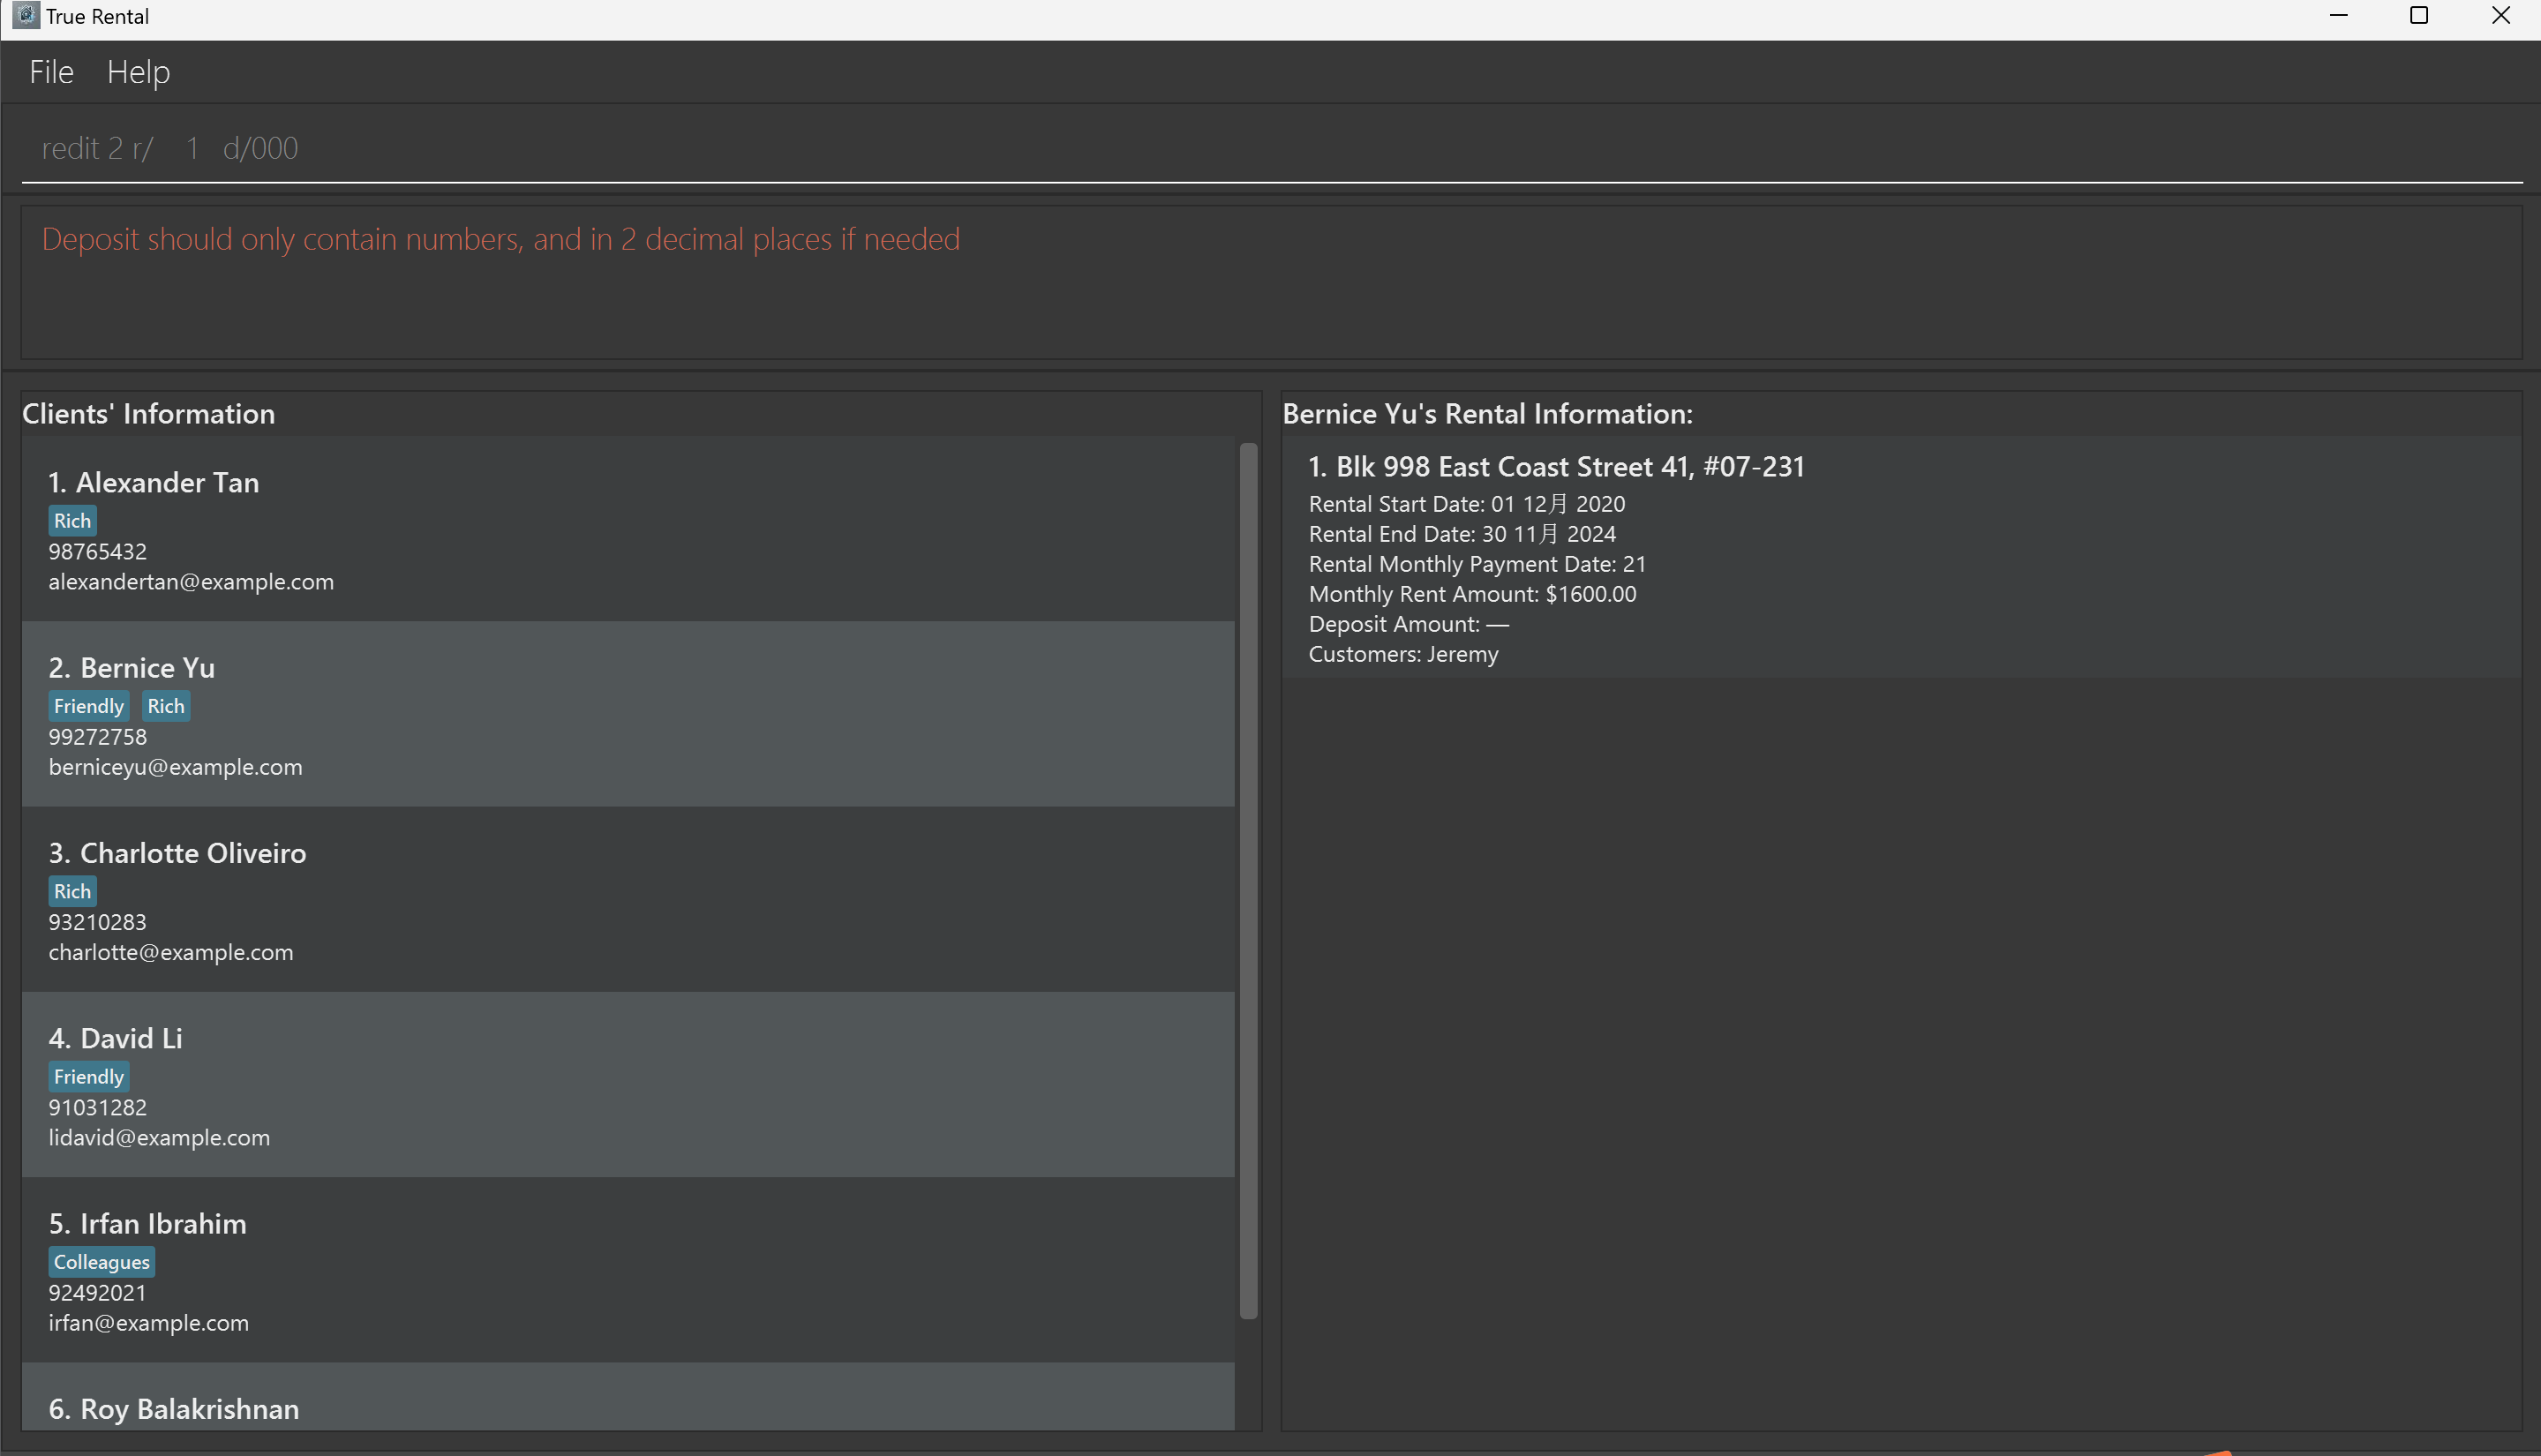 True Rental
File Help
redit 2 r/    1   d/000
Deposit should only contain numbers, and in 2 decimal places if needed
Clients' Information
1. Alexander Tan
Rich
98765432
alexandertan@example.com
2. Bernice Yu
Friendly Rich
99272758
berniceyu@example.com
3. Charlotte Oliveiro
Rich
93210283
charlotte@example.com
4. David Li
Friendly
91031282
lidavid@example.com
5. Irfan Ibrahim
Colleagues
92492021
irfan@example.com
6. Roy Balakrishnan
Bernice Yu's Rental Information:
1. Blk 998 East Coast Street 41, #07-231
Rental Start Date: 01 12月 2020
Rental End Date: 30 11月 2024
Rental Monthly Payment Date: 21
Monthly Rent Amount: $1600.00
Deposit Amount: —
Customers: Jeremy